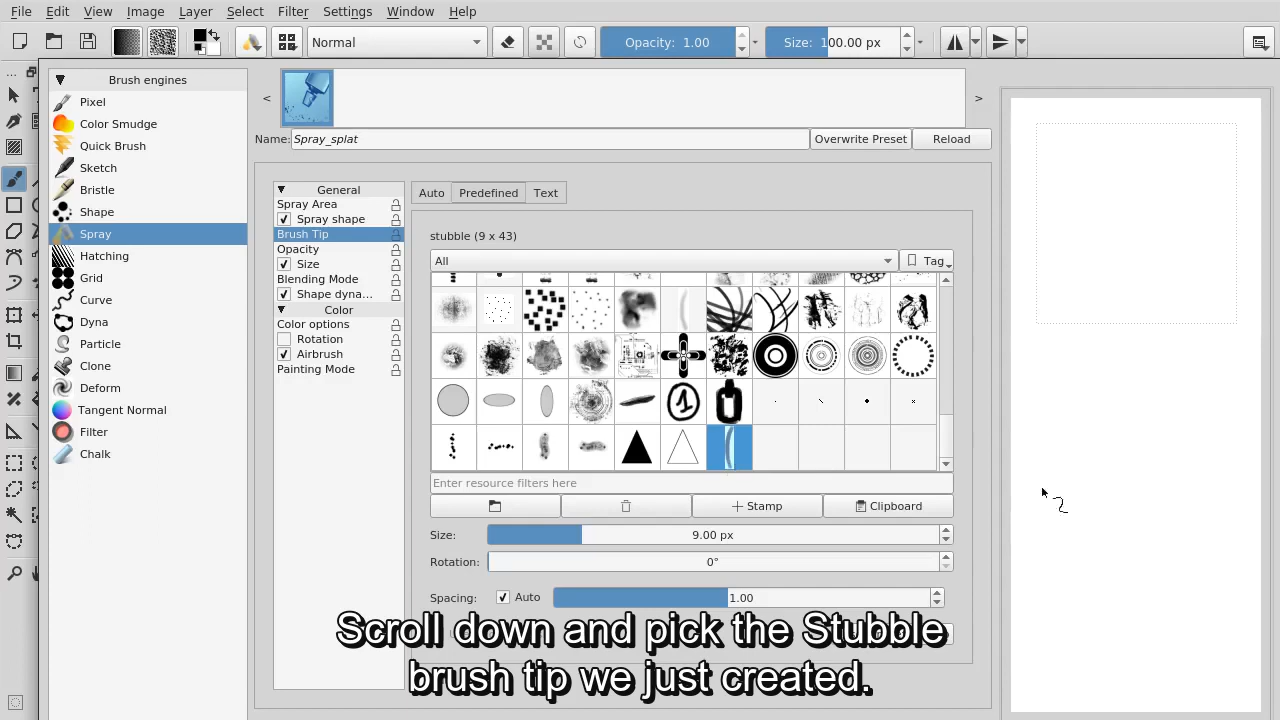 File Edit View Image Layer Select Filter Settings Window Help
Normal Opacity: 1.00 Size: 100.00 px
Brush engines
Pixel
Color Smudge
Quick Brush
Sketch
Bristle
Shape
Spray
Hatching
Grid
Curve
Dyna
Particle
Clone
Deform
Tangent Normal
Filter
Chalk
< >
Name: Spray_splat Overwrite Preset Reload
General
Spray Area
Spray shape
Brush Tip
Opacity
Size
Blending Mode
Shape dyna...
Color
Color options
Rotation
Airbrush
Painting Mode
Auto Predefined Text
stubble (9 x 43)
All Tag
1
Enter resource filters here
+ Stamp Clipboard
Size: 9.00 px
Rotation: 0°
Spacing: Auto 1.00
Scroll down and pick the Stubble
brush tip we just created.